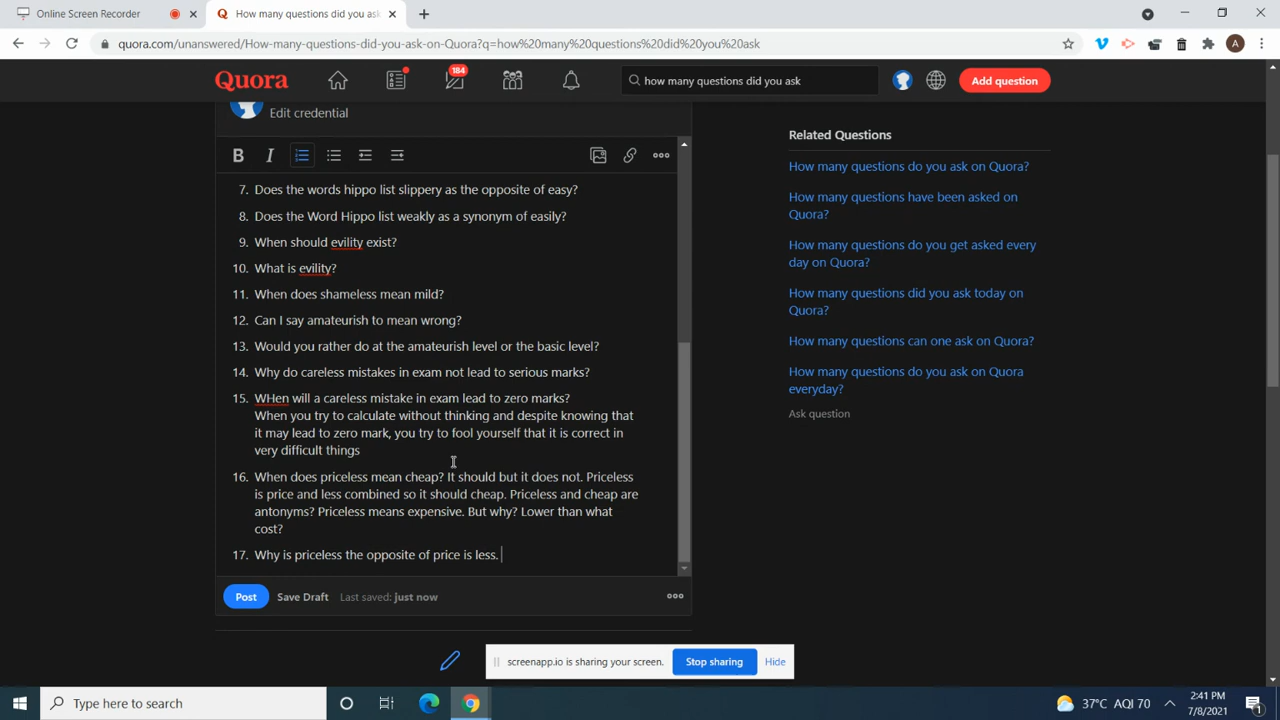 Online Screen Recorder
How many questions did you ask
quora.com/unanswered/How-many-questions-did-you-ask-on-Quora?q=how%20many%20questions%20did%20you%20ask
A
Quora
184
how many questions did you ask
Add question
Edit credential
B I
7. Does the words hippo list slippery as the opposite of easy?
8. Does the Word Hippo list weakly as a synonym of easily?
9. When should evility exist?
10. What is evility?
11. When does shameless mean mild?
12. Can I say amateurish to mean wrong?
13. Would you rather do at the amateurish level or the basic level?
14. Why do careless mistakes in exam not lead to serious marks?
15. WHen will a careless mistake in exam lead to zero marks?
When you try to calculate without thinking and despite knowing that
it may lead to zero mark, you try to fool yourself that it is correct in
very difficult things
16. When does priceless mean cheap? It should but it does not. Priceless
is price and less combined so it should cheap. Priceless and cheap are
antonyms? Priceless means expensive. But why? Lower than what
cost?
17. Why is priceless the opposite of price is less.
Post
Save Draft
Last saved: just now
Related Questions
How many questions do you ask on Quora?
How many questions have been asked on
Quora?
How many questions do you get asked every
day on Quora?
How many questions did you ask today on
Quora?
How many questions can one ask on Quora?
How many questions do you ask on Quora
everyday?
Ask question
screenapp.io is sharing your screen.
Stop sharing
Hide
Type here to search
37°C AQI 70
2:41 PM
7/8/2021
1